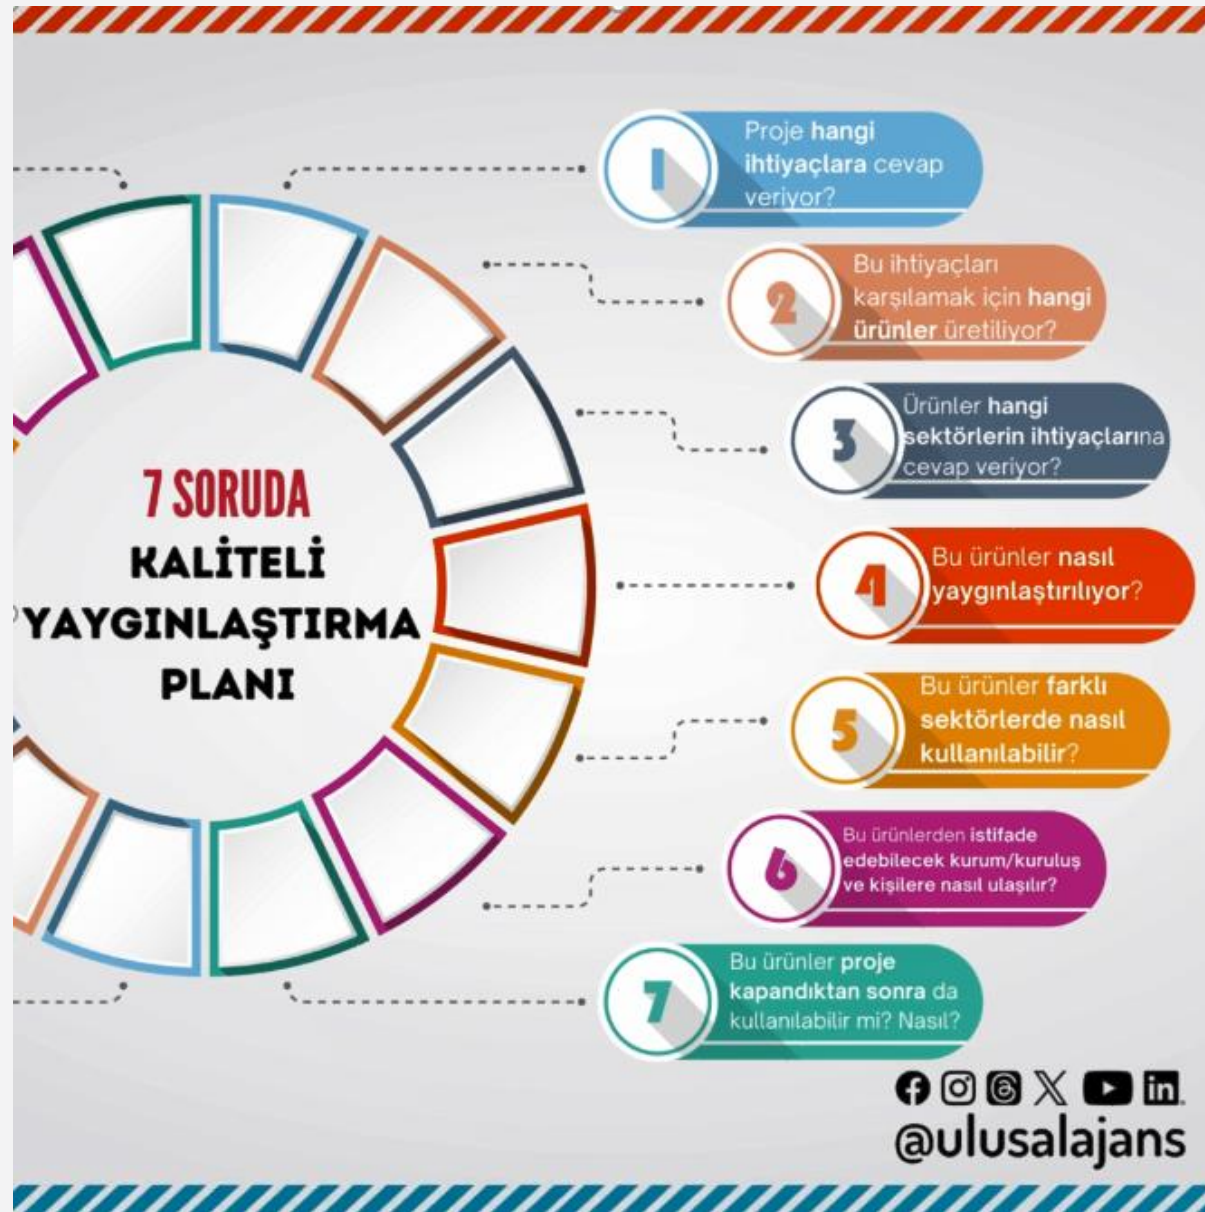 7 SORUDA
KALİTELİ
YAYGINLAŞTIRMA
PLANI
1
Proje hangi
ihtiyaçlara cevap
veriyor?
2
Bu ihtiyaçları
karşılamak için hangi
ürünler üretiliyor?
3
Ürünler hangi
sektörlerin ihtiyaçlarına
cevap veriyor?
4
Bu ürünler nasıl
yaygınlaştırılıyor?
5
Bu ürünler farklı
sektörlerde nasıl
kullanılabilir?
6
Bu ürünlerden istifade
edebilecek kurum/kuruluş
ve kişilere nasıl ulaşılır?
7
Bu ürünler proje
kapandıktan sonra da
kullanılabilir mi? Nasıl?
@ulusalajans